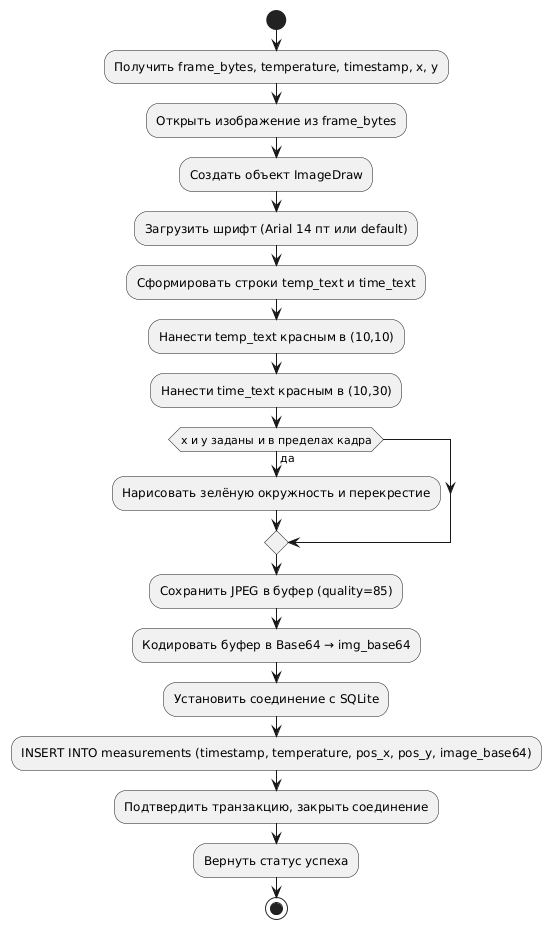 Получить frame_bytes, temperature, timestamp, x, y
Открыть изображение из frame_bytes
Создать объект ImageDraw
Загрузить шрифт (Arial 14 пт или default)
Сформировать строки temp_text и time_text
Нанести temp_text красным в (10,10)
Нанести time_text красным в (10,30)
x и y заданы и в пределах кадра
да
Нарисовать зелёную окружность и перекрестие
Сохранить JPEG в буфер (quality=85)
Кодировать буфер в Base64 → img_base64
Установить соединение с SQLite
INSERT INTO measurements (timestamp, temperature, pos_x, pos_y, image_base64)
Подтвердить транзакцию, закрыть соединение
Вернуть статус успеха